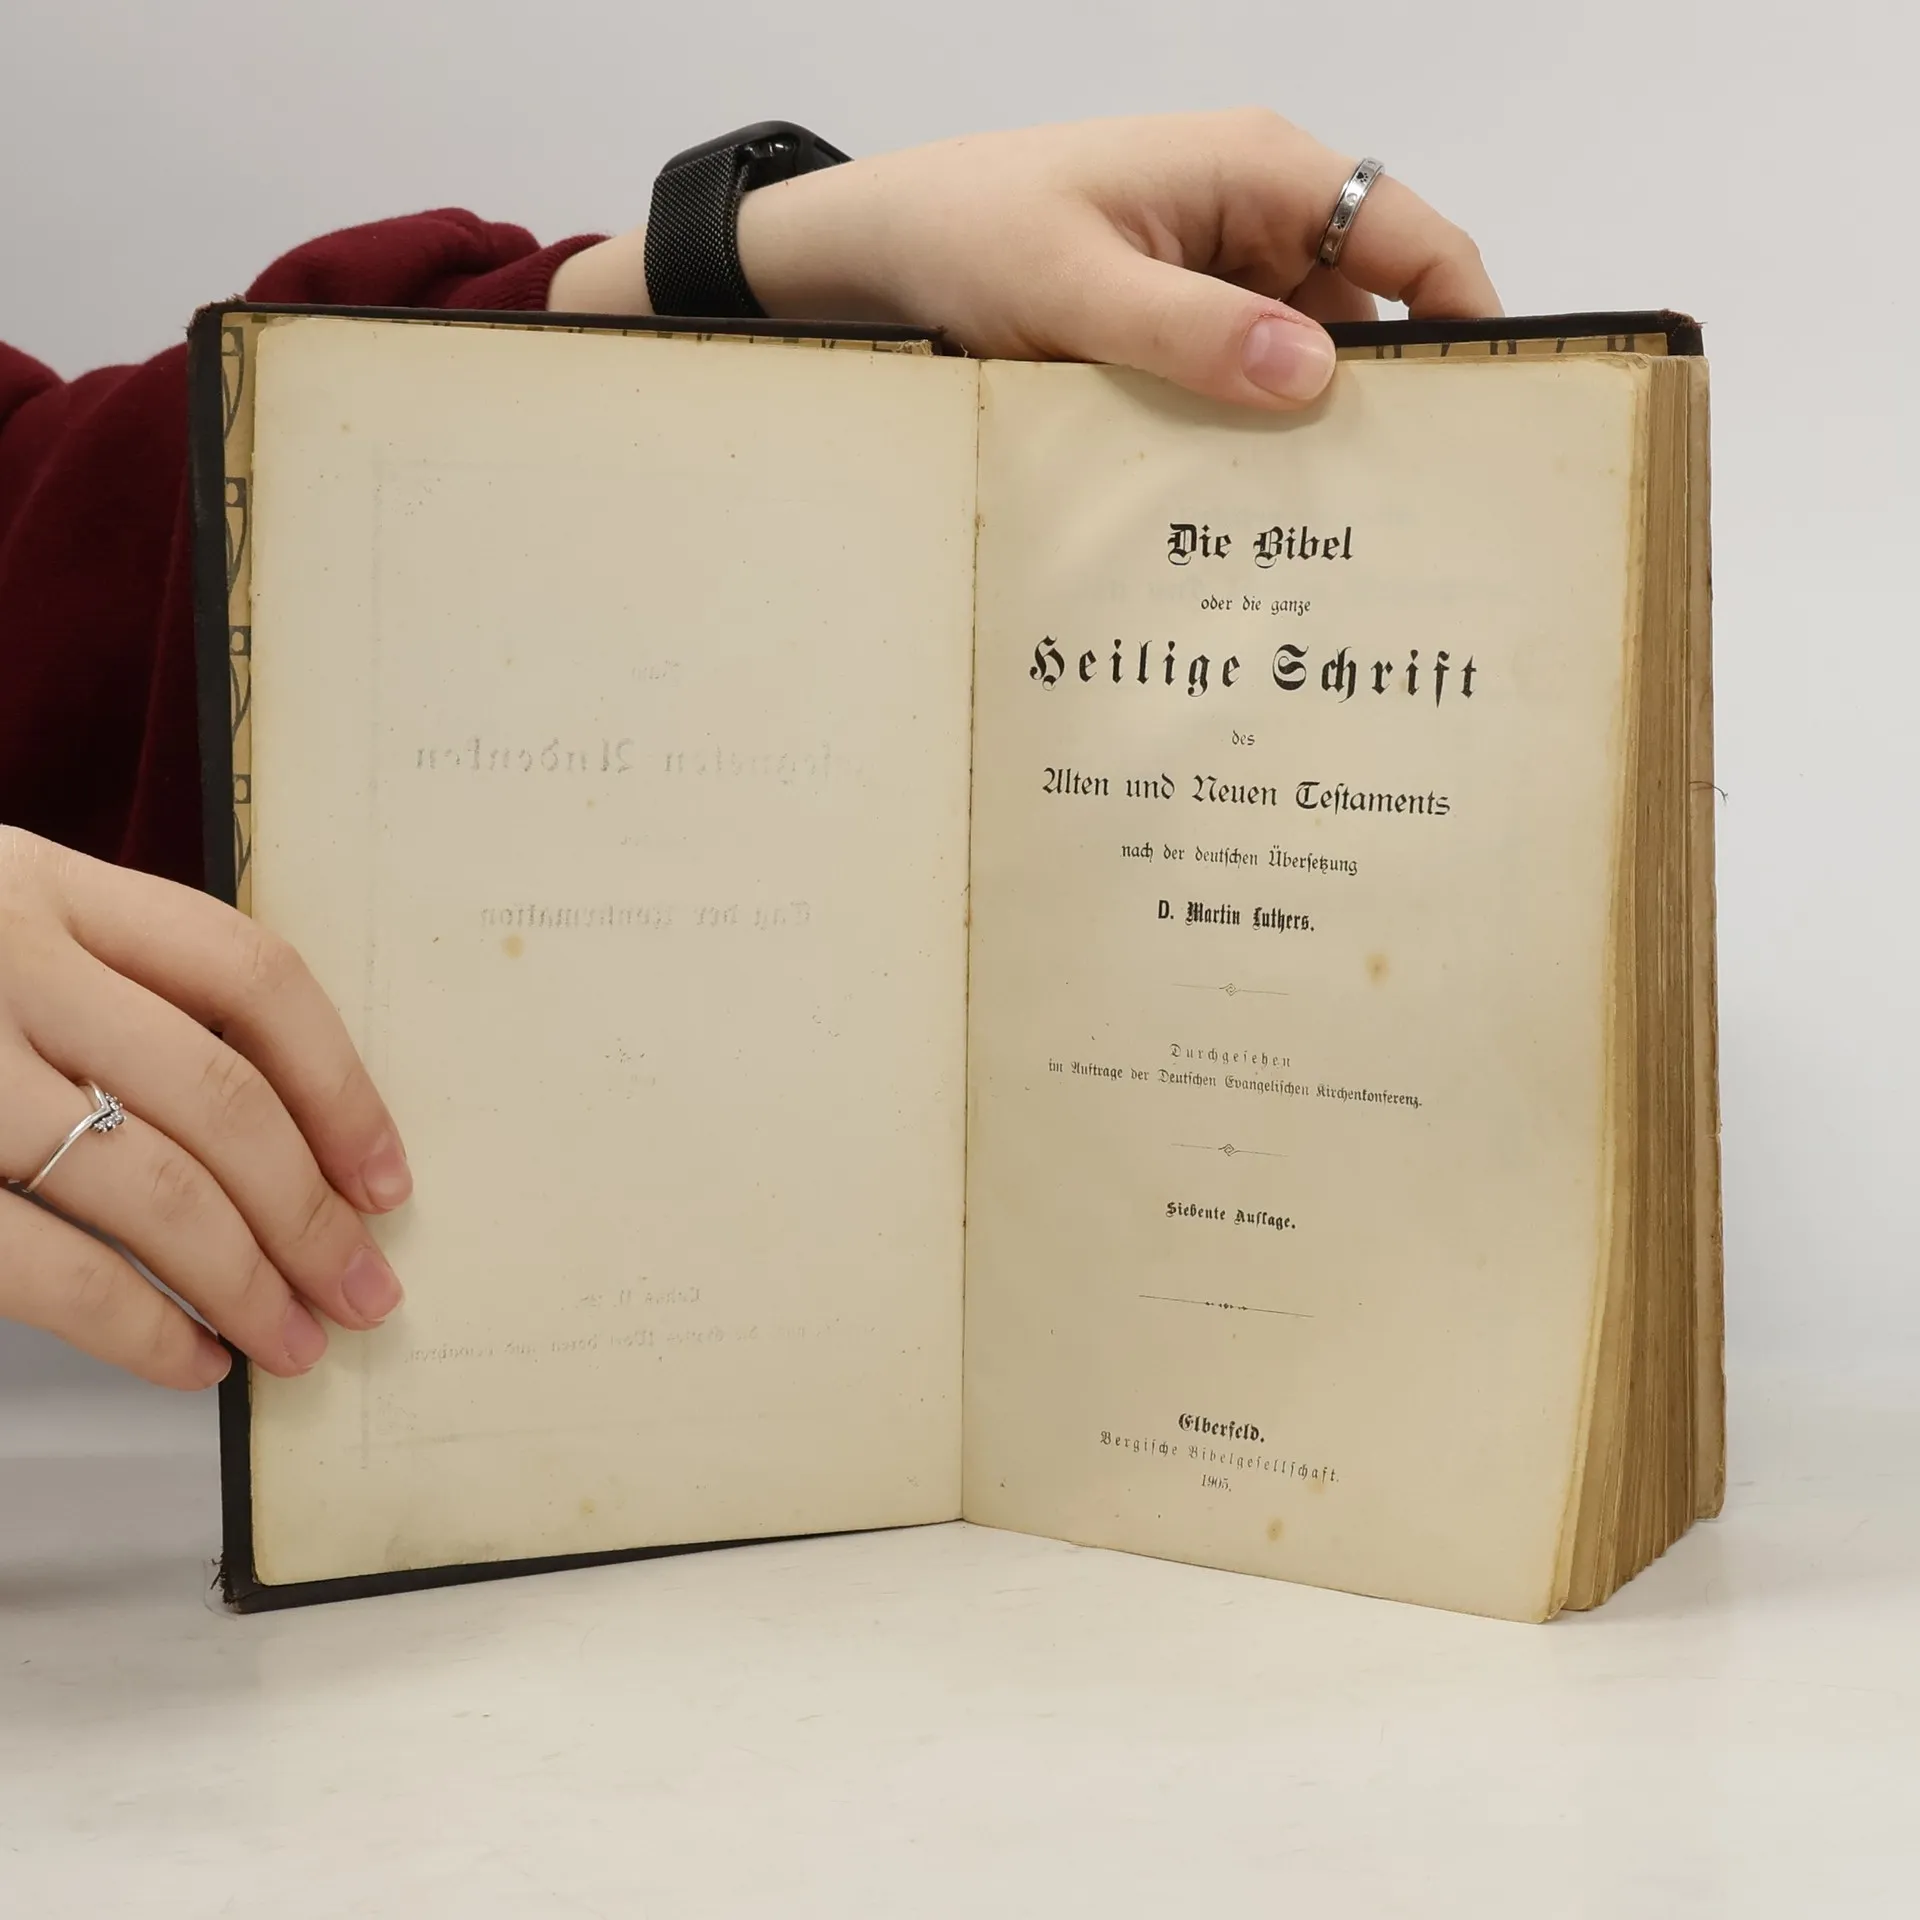 Die Bibel
oder die ganze
Heilige Schrift
des
Alten und Neuen Teſtaments
nach der deutſchen Überſetzung
D. Martin Luthers.
Durchgeſehen
im Auftrage der Deutſchen Evangeliſchen Kirchenkonferenz.
Siebente Auflage.
Elberfeld.
Bergiſche Bibelgeſellſchaft.
1905.